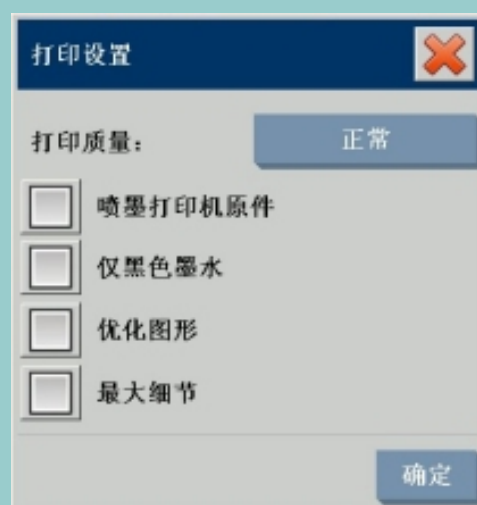 打印设置
打印质量： 正常
喷墨打印机原件
仅黑色墨水
优化图形
最大细节
确定